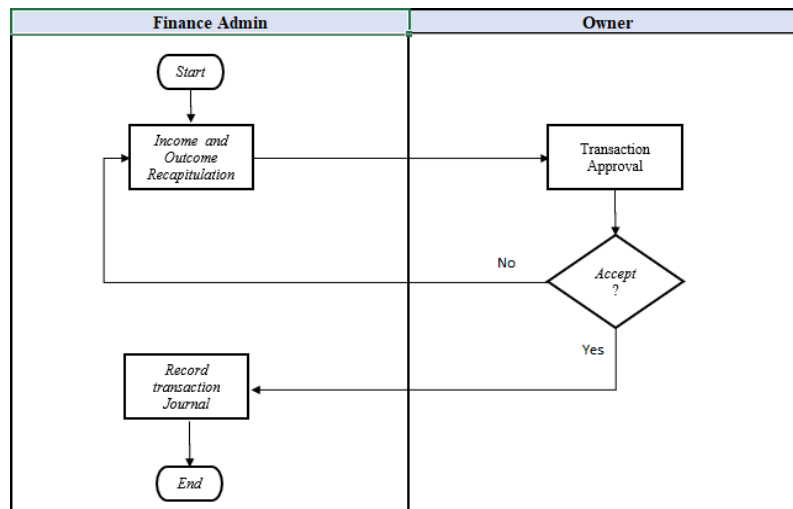 Finance Admin
Owner
Start
Income and
Outcome
Recapitulation
Transaction
Approval
No
Accept
?
Yes
Record
transaction
Journal
End